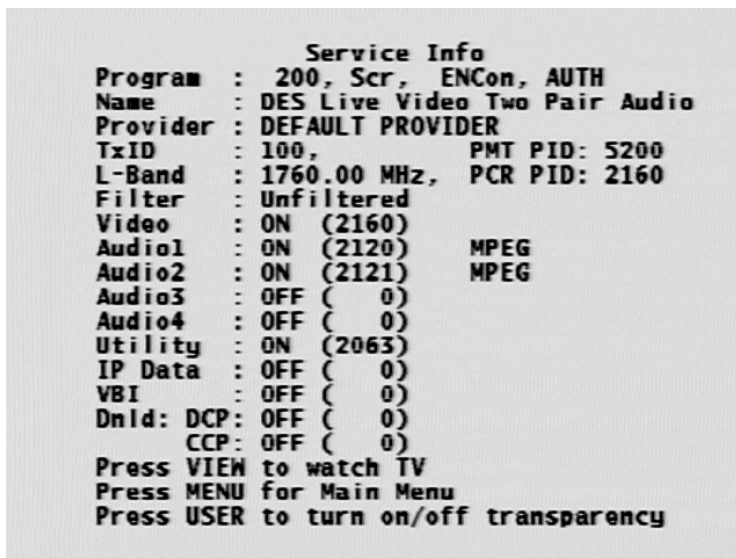 Service Info
Program : 200, Scr, ENCon, AUTH
Name : DES Live Video Two Pair Audio
Provider : DEFAULT PROVIDER
TxID : 100, PMT PID: 5200
L-Band : 1760.00 MHz, PCR PID: 2160
Filter : Unfiltered
Video : ON (2160)
Audio1 : ON (2120) MPEG
Audio2 : ON (2121) MPEG
Audio3 : OFF ( 0)
Audio4 : OFF ( 0)
Utility : ON (2063)
IP Data : OFF ( 0)
VBI : OFF ( 0)
Dnld: DCP: OFF ( 0)
CCP: OFF ( 0)
Press VIEW to watch TV
Press MENU for Main Menu
Press USER to turn on/off transparency